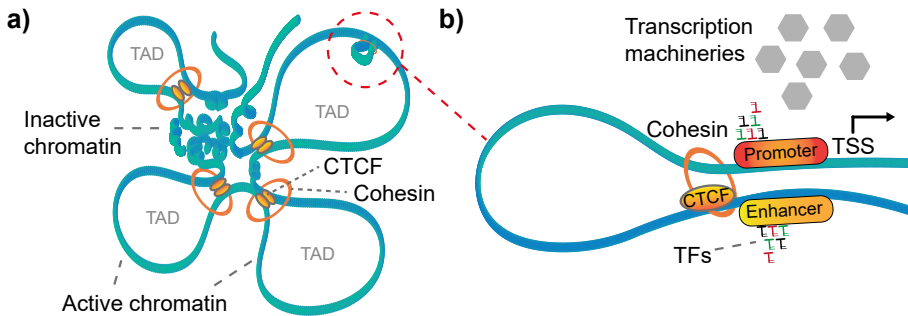 a)
TAD
TAD
Inactive
chromatin
CTCF
Cohesin
TAD
TAD
Active chromatin
b)
Transcription
machineries
Cohesin
TSS
Promoter
CTCF
Enhancer
TFs